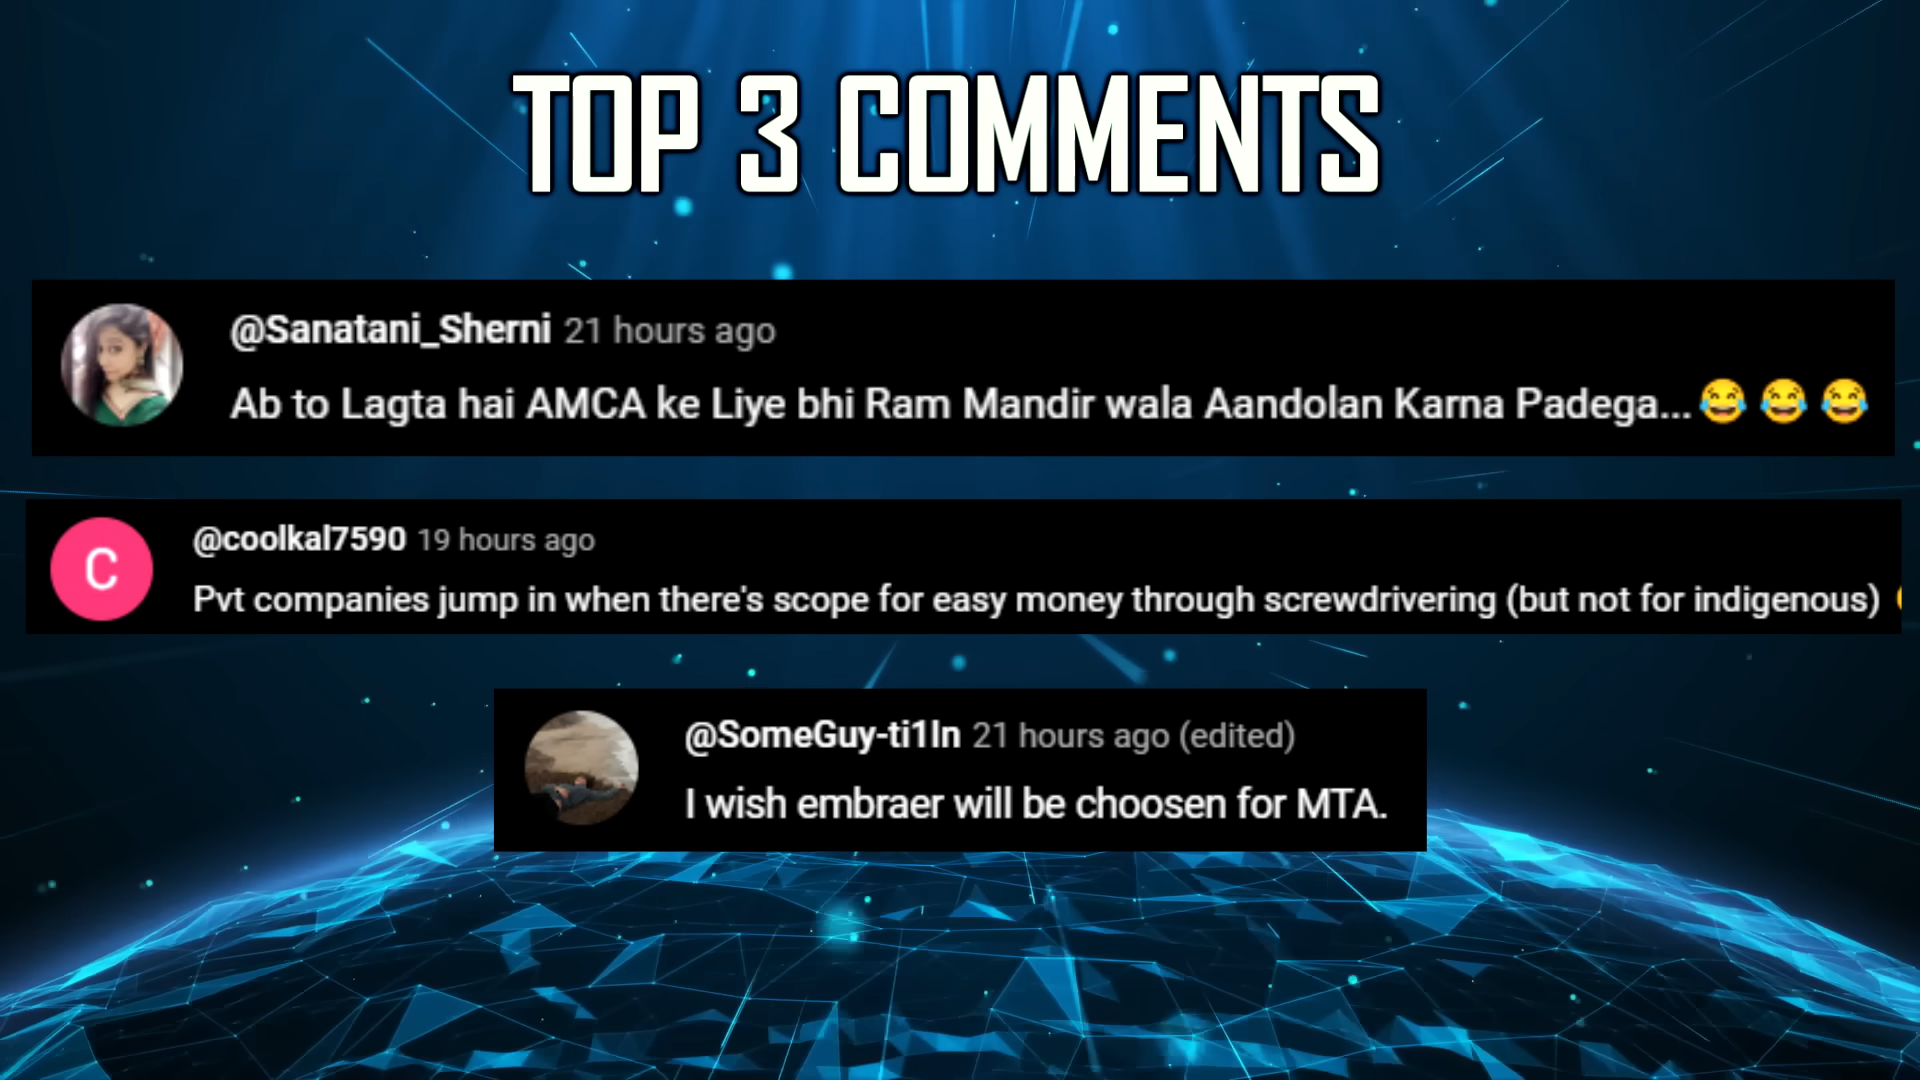 TOP 3 COMMENTS
@Sanatani_Sherni 21 hours ago
Ab to Lagta hai AMCA ke Liye bhi Ram Mandir wala Aandolan Karna Padega...😂😂😂
C
@coolkal7590 19 hours ago
Pvt companies jump in when there's scope for easy money through screwdrivering (but not for indigenous)
@SomeGuy-ti1ln 21 hours ago (edited)
I wish embraer will be choosen for MTA.